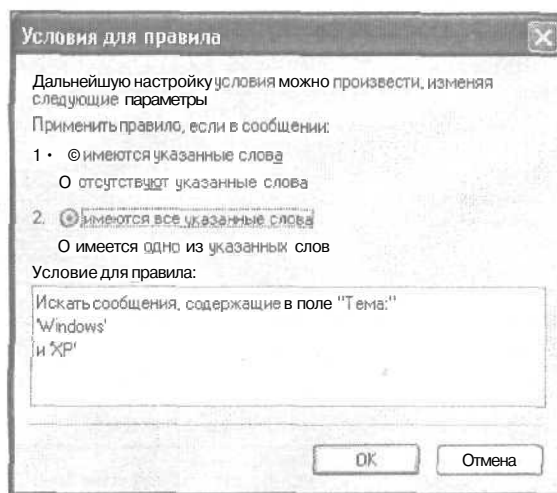 Условия для правила
Дальнейшую настройку условия можно произвести, изменяя
следующие параметры
Применить правило, если в сообщении:
1 · © имеются указанные слова
О отсутствуют указанные слова
2. имеются все указанные слова
О имеется одно из указанных слов
Условие для правила:
Искать сообщения, содержащие в поле "Тема:"
'Windows'
и 'XP'
OK
Отмена